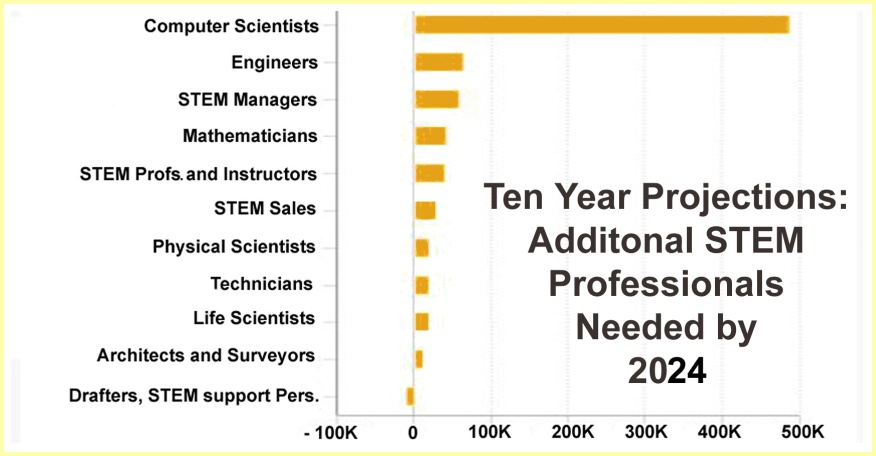 Computer Scientists
Engineers
STEM Managers
Mathematicians
STEM Profs. and Instructors
STEM Sales
Physical Scientists
Technicians
Life Scientists
Architects and Surveyors
Drafters, STEM support Pers.
Ten Year Projections:
Additonal STEM
Professionals
Needed by
2024
- 100K 0 100K 200K 300K 400K 500K